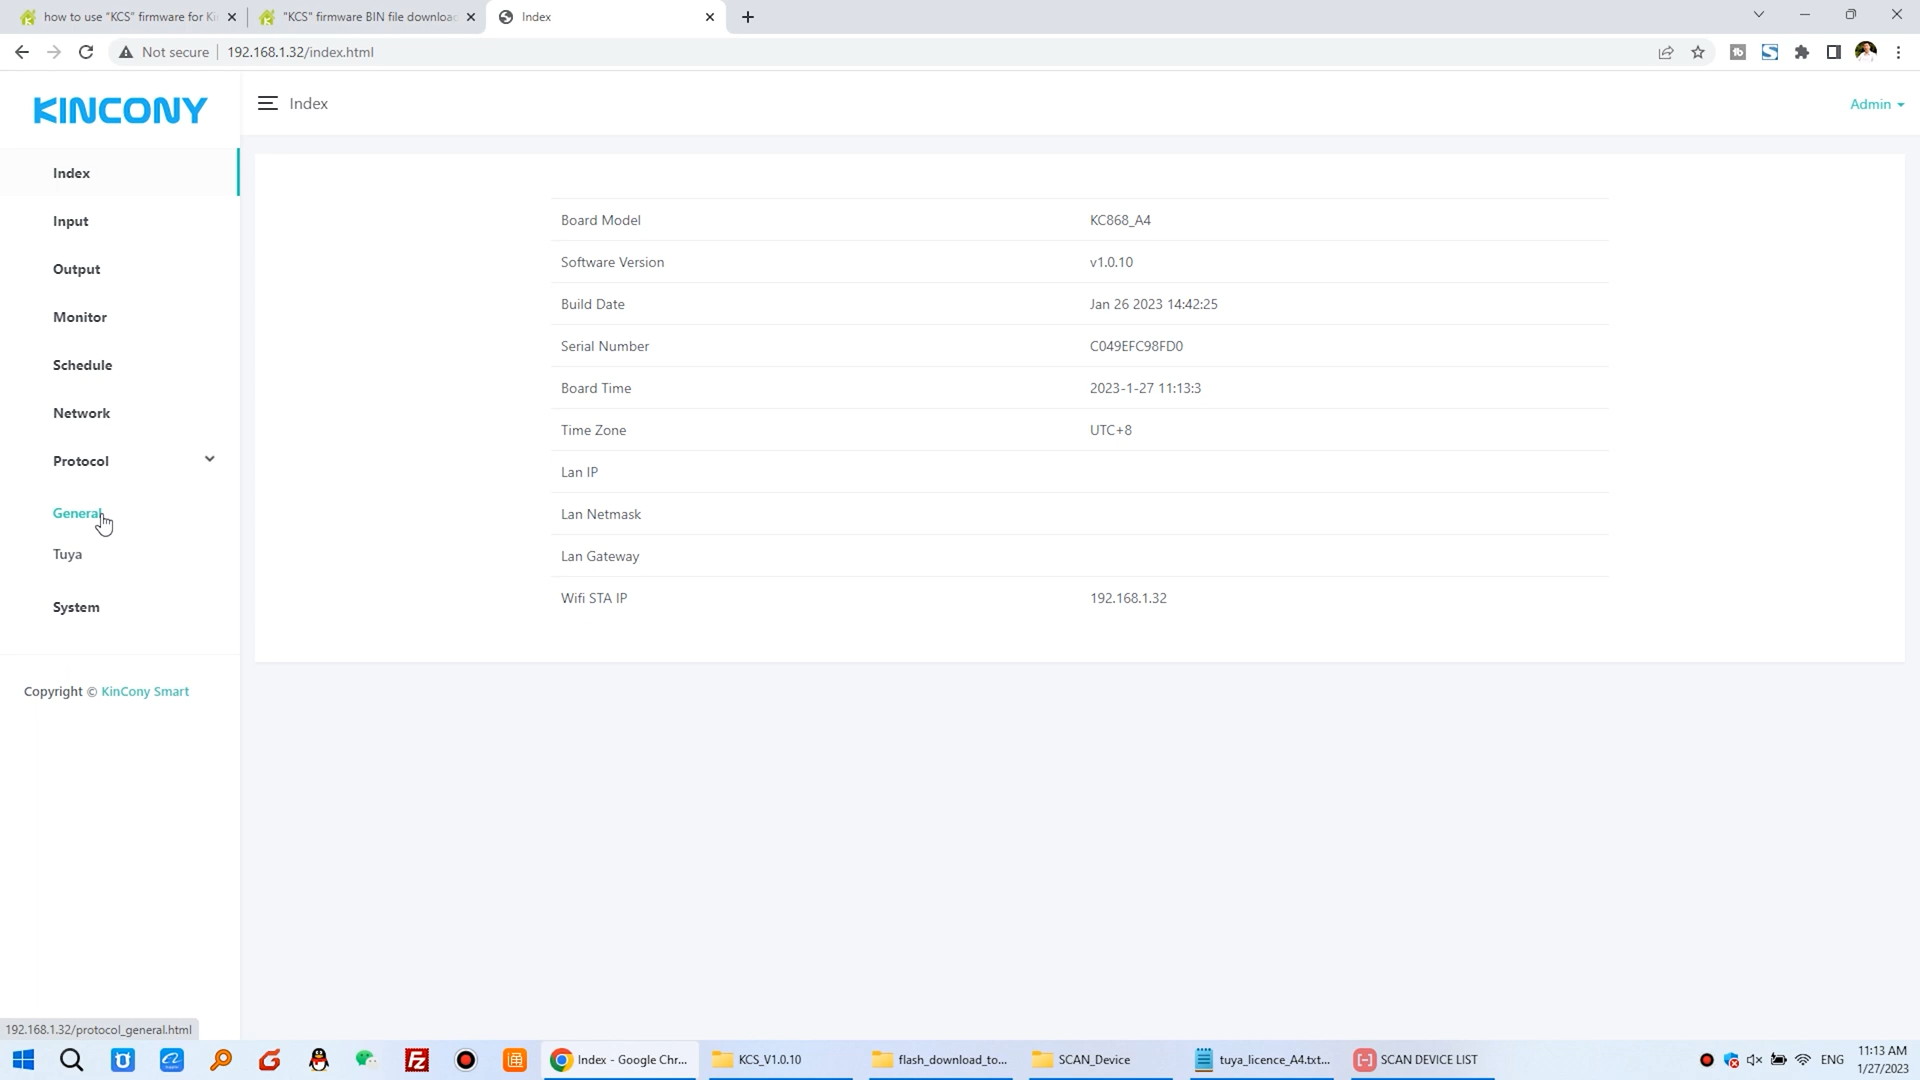 how to use "KCS" firmware for Ki
"KCS" firmware BIN file download
Index
Not secure
192.168.1.32/index.html
KINCONY
Index
Admin
Index
Input
Output
Monitor
Schedule
Network
Protocol
General
Tuya
System
Copyright © KinCony Smart
Board Model KC868_A4
Software Version v1.0.10
Build Date Jan 26 2023 14:42:25
Serial Number C049EFC98FD0
Board Time 2023-1-27 11:13:3
Time Zone UTC+8
Lan IP
Lan Netmask
Lan Gateway
Wifi STA IP 192.168.1.32
192.168.1.32/protocol_general.html
Index - Google Chr...
KCS_V1.0.10
flash_download_to...
SCAN_Device
tuya_licence_A4.txt...
SCAN DEVICE LIST
ENG
11:13 AM
1/27/2023